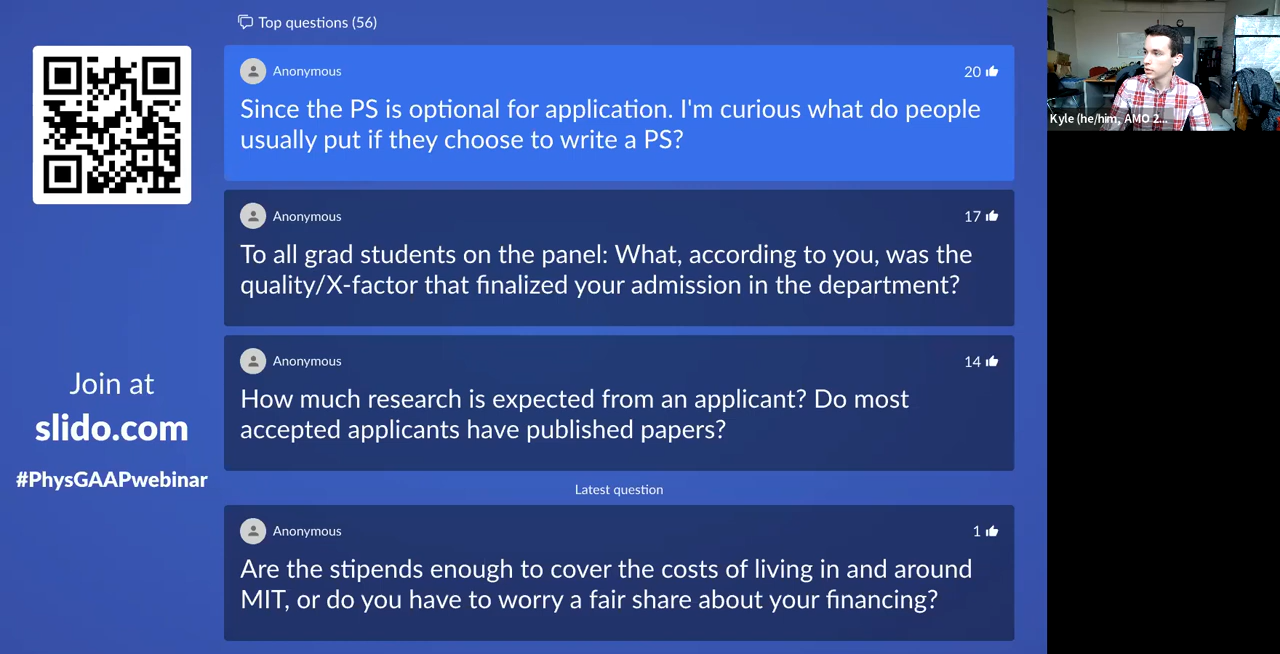 Top questions (56)
Anonymous
20
Since the PS is optional for application. I'm curious what do people
usually put if they choose to write a PS?
Anonymous
17
To all grad students on the panel: What, according to you, was the
quality/X-factor that finalized your admission in the department?
Anonymous
14
How much research is expected from an applicant? Do most
accepted applicants have published papers?
Latest question
Anonymous
1
Are the stipends enough to cover the costs of living in and around
MIT, or do you have to worry a fair share about your financing?
Join at
slido.com
#PhysGAAPwebinar
Kyle (he/him, AMO 2...